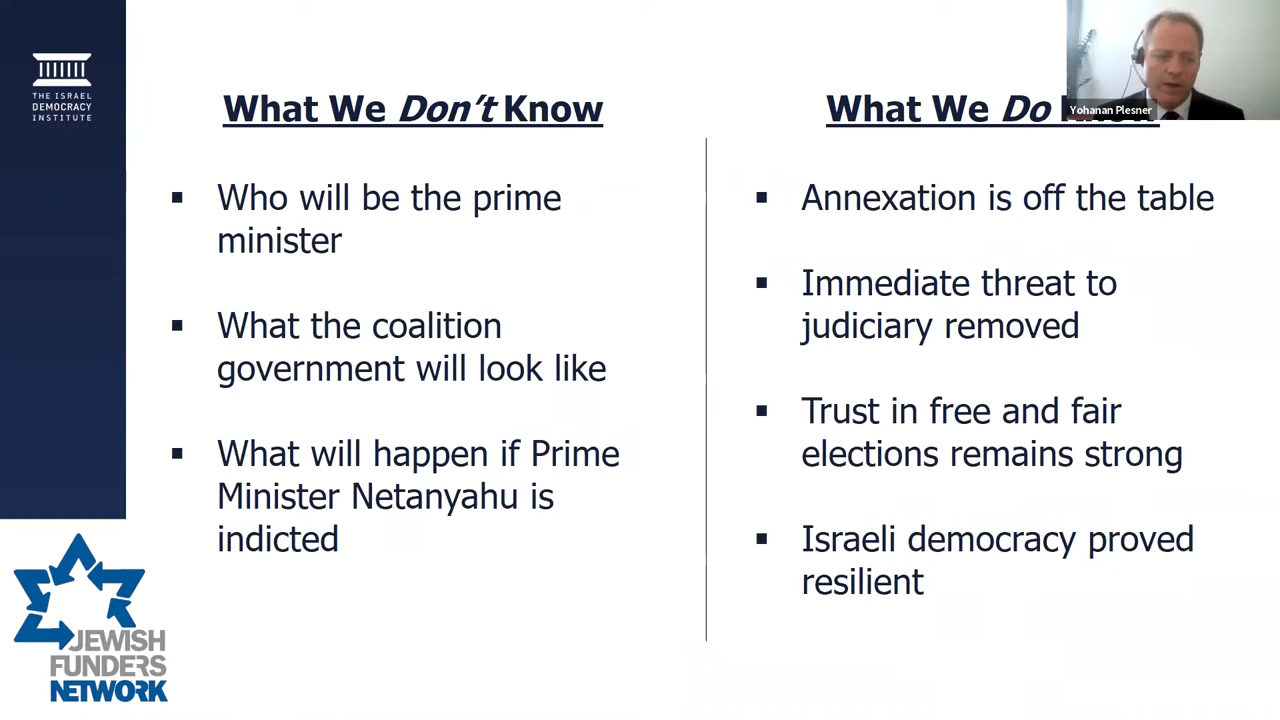 THE ISRAEL
DEMOCRACY
INSTITUTE
What We Don't Know
Who will be the prime
minister
What the coalition
government will look like
What will happen if Prime
Minister Netanyahu is
indicted
What We Do
Yohanan Plesner
Annexation is off the table
Immediate threat to
judiciary removed
Trust in free and fair
elections remains strong
Israeli democracy proved
resilient
JEWISH
FUNDERS
NETWORK